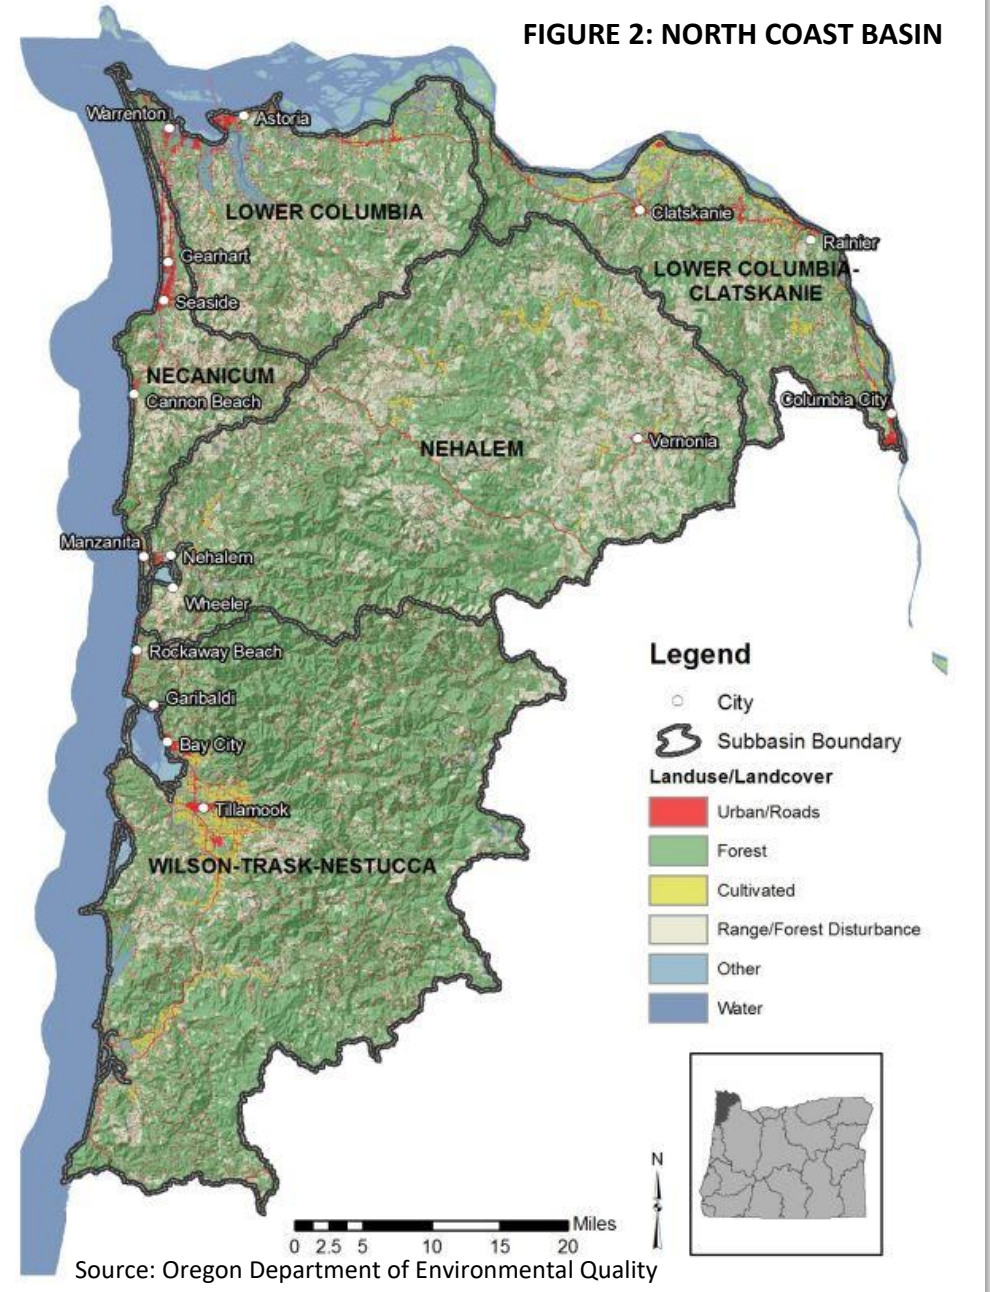 FIGURE 2: NORTH COAST BASIN
Warrenton
Astoria
LOWER COLUMBIA
Clatskanie
Rainier
Gearhart
LOWER COLUMBIA-
CLATSKANIE
Seaside
NECANICUM
Cannon Beach
Columbia City
NEHALEM
Vernonia
Manzanita
Nehalem
Wheeler
Rockaway Beach
Garibaldi
Bay City
Tillamook
WILSON-TRASK-NESTUCCA
Legend
City
Subbasin Boundary
Landuse/Landcover
Urban/Roads
Forest
Cultivated
Range/Forest Disturbance
Other
Water
N
Miles
0 2.5 5 10 15 20
Source: Oregon Department of Environmental Quality